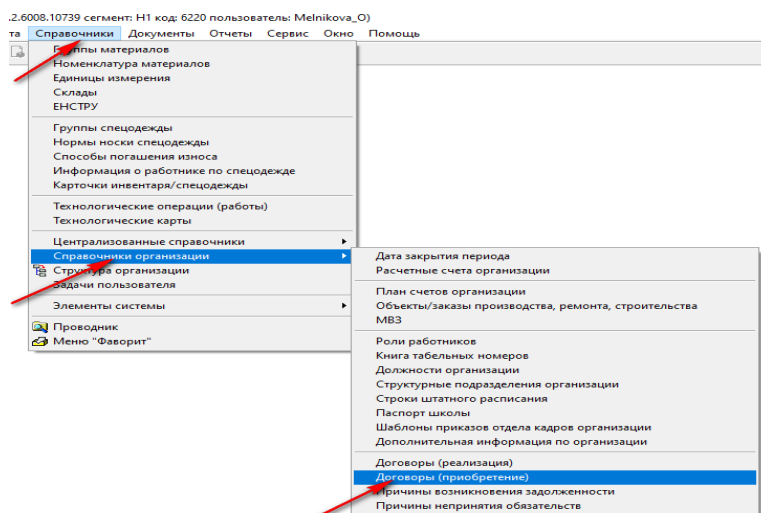 .2.6008.10739 сегмент: H1 код: 6220 пользователь: Melnikova_O)
та Справочники Документы Отчеты Сервис Окно Помощь
Группы материалов
Номенклатура материалов
Единицы измерения
Склады
ЕНСТРУ
Группы спецодежды
Нормы носки спецодежды
Способы погашения износа
Информация о работнике по спецодежде
Карточки инвентаря/спецодежды
Технологические операции (работы)
Технологические карты
Централизованные справочники
Справочники организации
Структура организации
Задачи пользователя
Элементы системы
Проводник
Меню "Фаворит"
Дата закрытия периода
Расчетные счета организации
План счетов организации
Объекты/заказы производства, ремонта, строительства
МВЗ
Роли работников
Книга табельных номеров
Должности организации
Структурные подразделения организации
Строки штатного расписания
Паспорт школы
Шаблоны приказов отдела кадров организации
Дополнительная информация по организации
Договоры (реализация)
Договоры (приобретение)
Причины возникновения задолженности
Причины непринятия обязательств